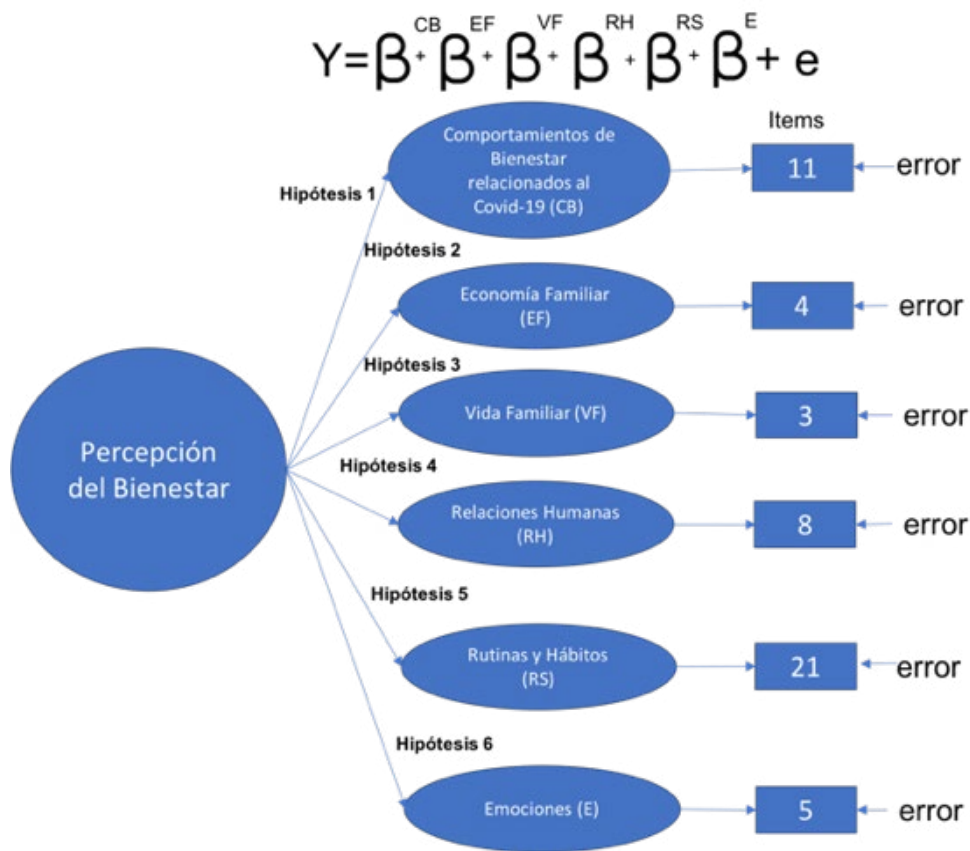 CB EF VF RH RS E
Y=β+β+β+β+β+β+ e
Items
Comportamientos de
Bienestar
relacionados al
Covid-19 (CB)
11
error
Hipótesis 1
Hipótesis 2
Economía Familiar
(EF)
4
error
Hipótesis 3
Vida Familiar (VF)
3
error
Percepción
del Bienestar
Hipótesis 4
Relaciones Humanas
(RH)
8
error
Hipótesis 5
Rutinas y Hábitos
(RS)
21
error
Hipótesis 6
Emociones (E)
5
error